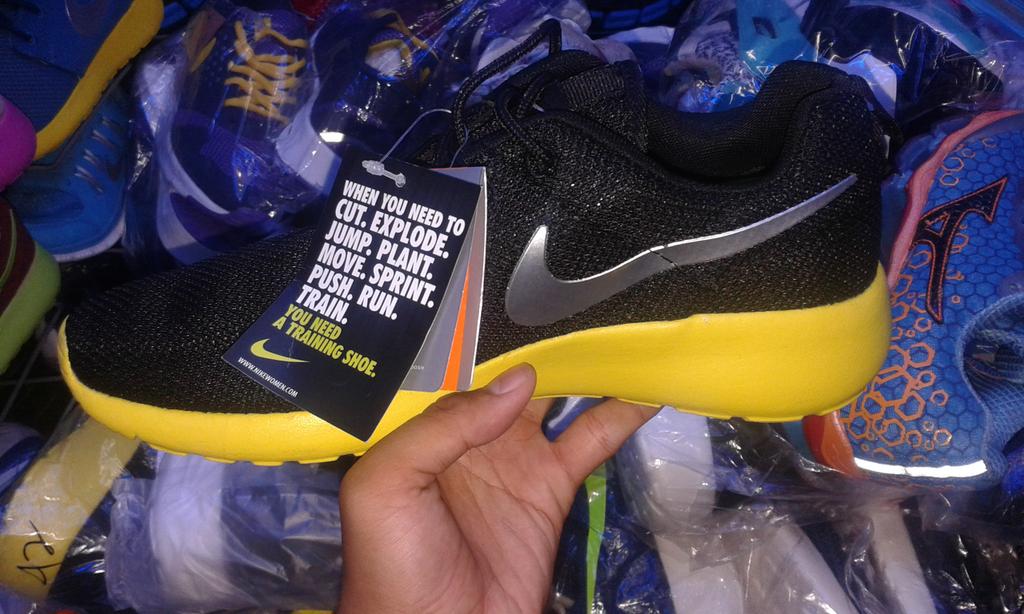 WHEN YOU NEED TO
CUT. EXPLODE.
JUMP. PLANT.
MOVE. SPRINT.
PUSH. RUN.
TRAIN.
YOU NEED
A TRAINING SHOE.
WWW.NIKEWOMEN.COM